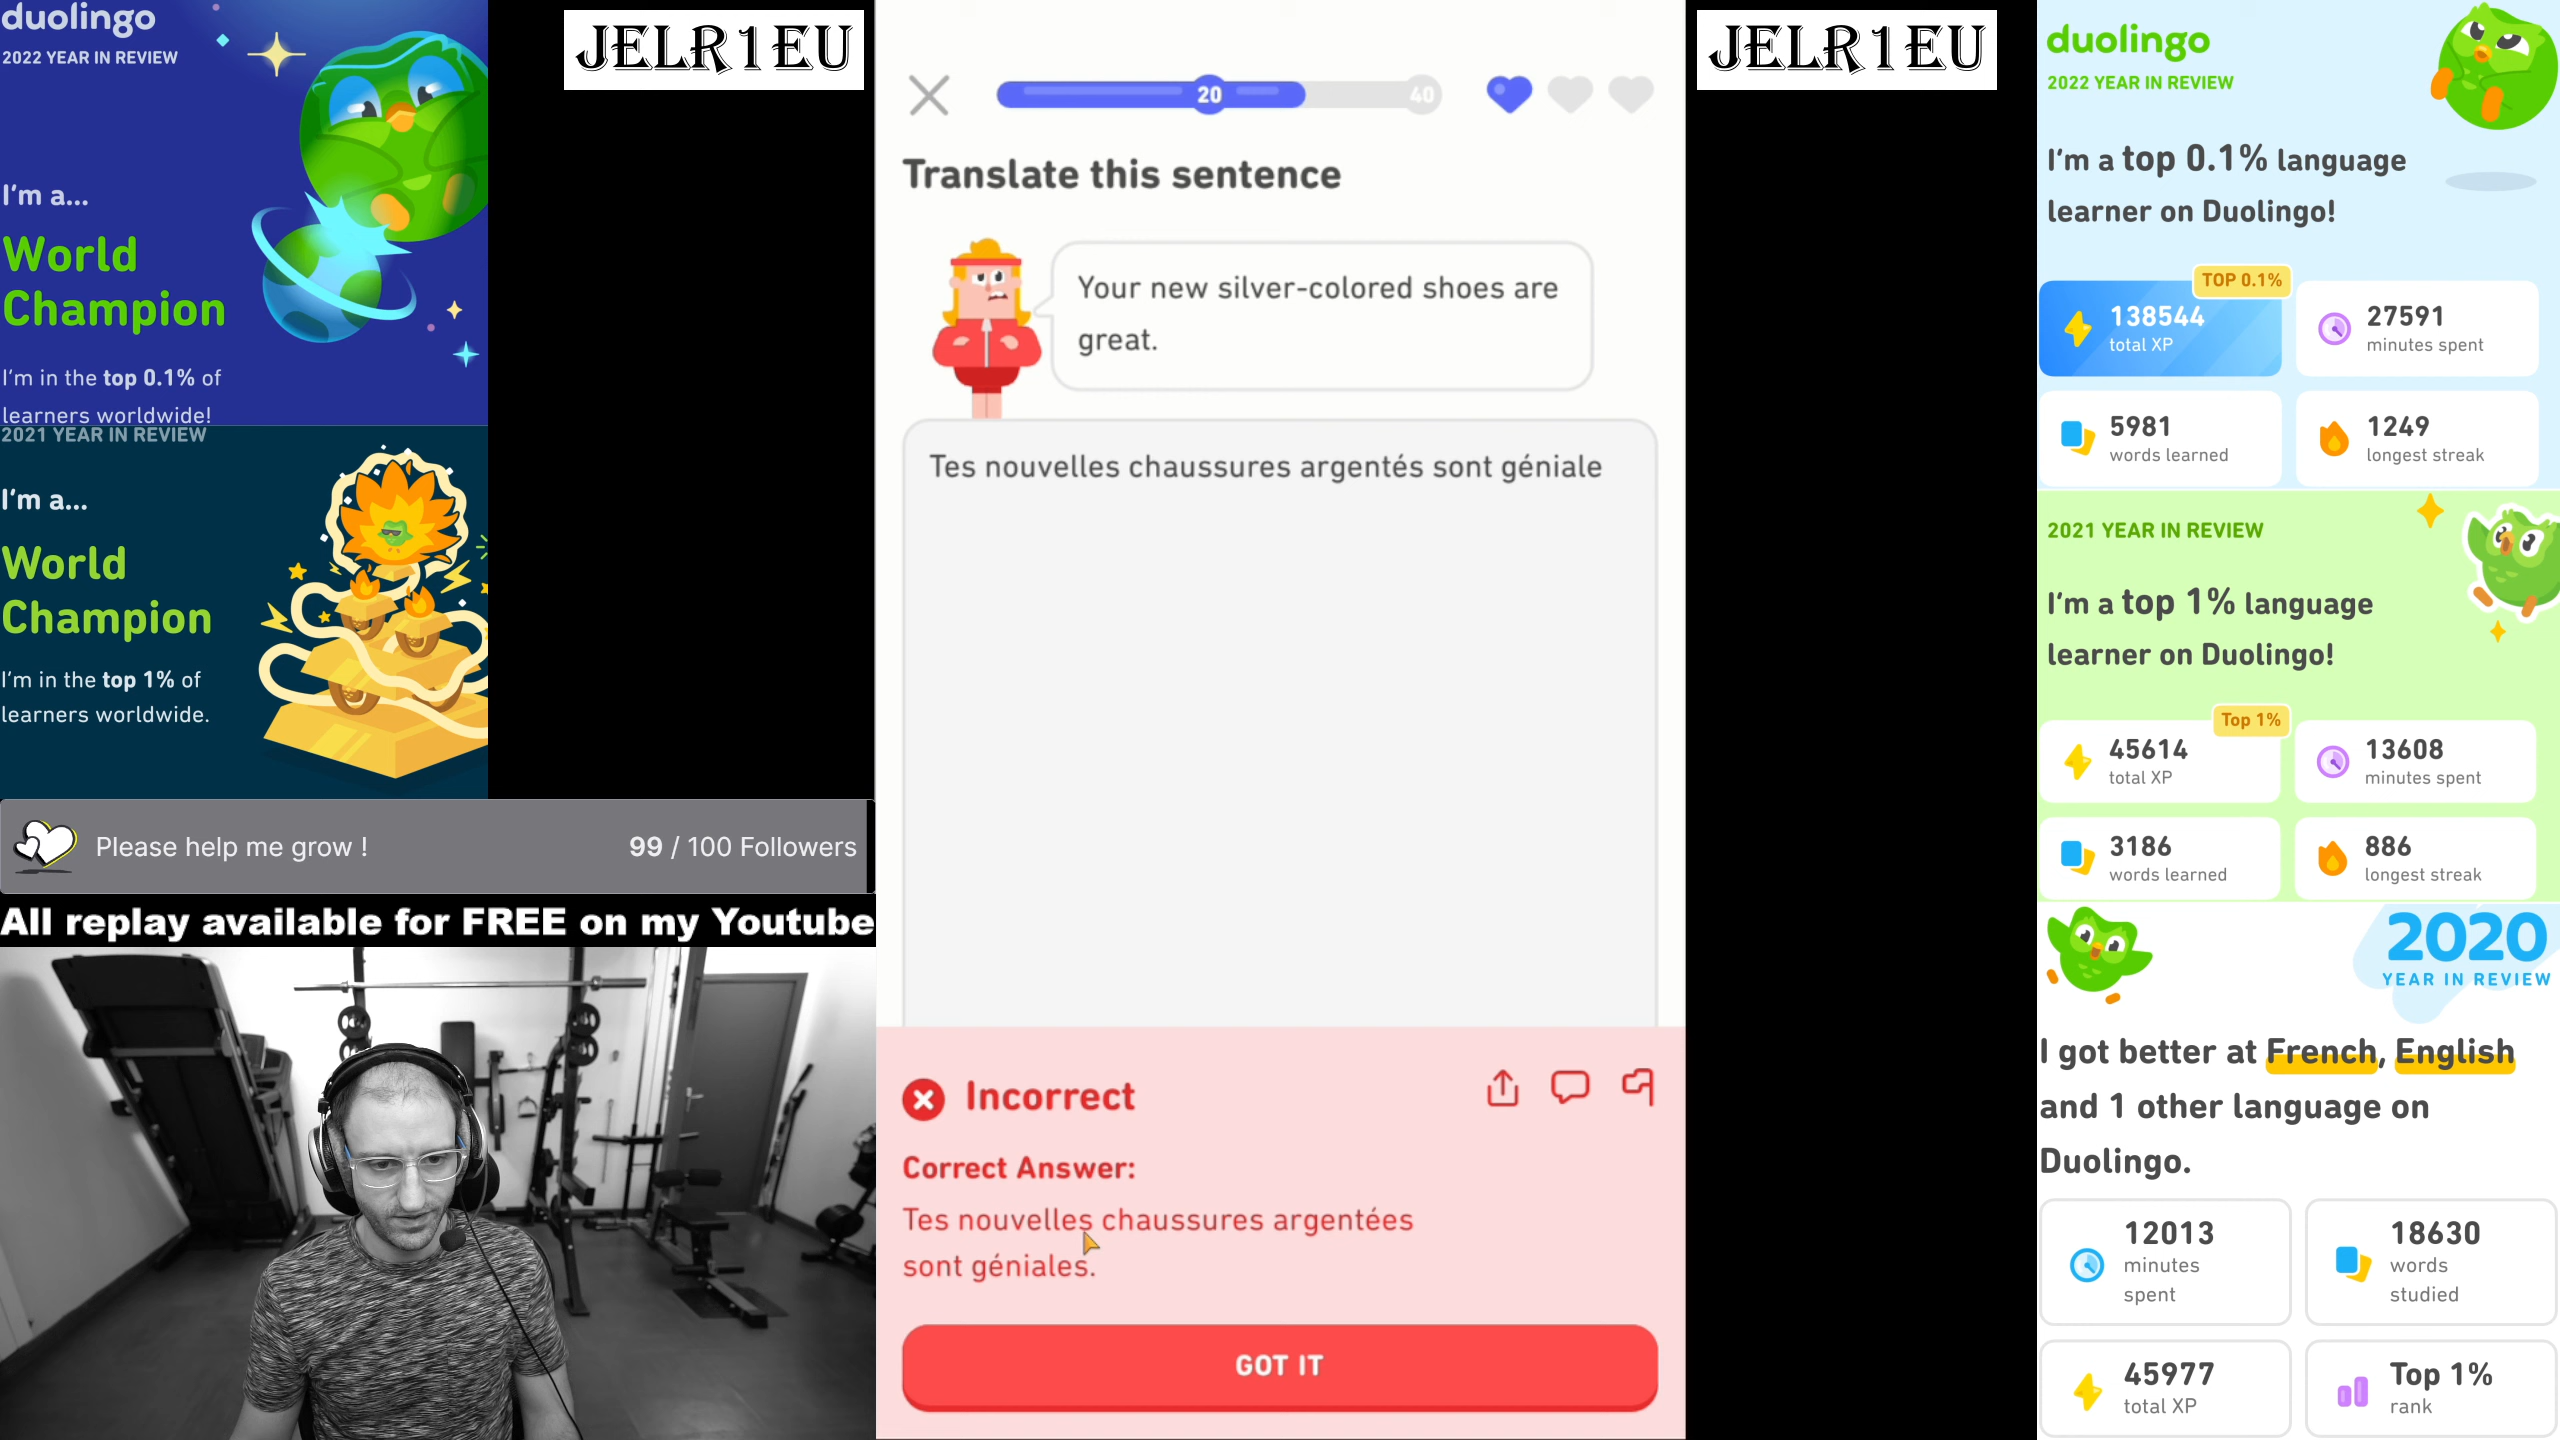 duolingo
2022 YEAR IN REVIEW
I'm a...
World
Champion
I'm in the top 0.1% of
learners worldwide!
2021 YEAR IN REVIEW
I'm a...
World
Champion
I'm in the top 1% of
learners worldwide.
Please help me grow !
99 / 100 Followers
All replay available for FREE on my Youtube
JELR1EU
20
40
Translate this sentence
Your new silver-colored shoes are
great.
Tes nouvelles chaussures argentés sont géniale
Incorrect
Correct Answer:
Tes nouvelles chaussures argentées
sont géniales.
GOT IT
JELR1EU
duolingo
2022 YEAR IN REVIEW
I'm a top 0.1% language
learner on Duolingo!
TOP 0.1%
138544
total XP
27591
minutes spent
5981
words learned
1249
longest streak
2021 YEAR IN REVIEW
I'm a top 1% language
learner on Duolingo!
Top 1%
45614
total XP
13608
minutes spent
3186
words learned
886
longest streak
2020
YEAR IN REVIEW
I got better at French, English
and 1 other language on
Duolingo.
12013
minutes
spent
18630
words
studied
45977
total XP
Top 1%
rank